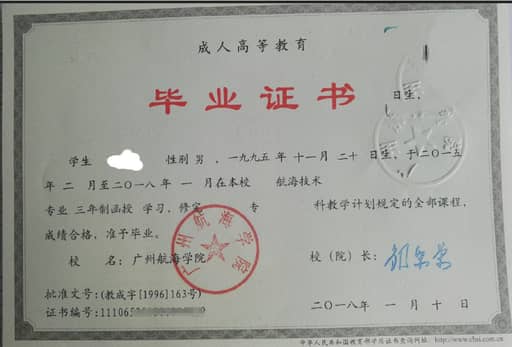 成人高等教育
毕业证书
日生,
学生 性别 男 ,一九九五 年 十一月 二十 日生,于二〇一五
年 二 月至二〇一八年 一 月在本校 航海技术
专业 三年制函授 学习,修完 专 科教学计划规定的全部课程,
成绩合格,准予毕业。
校 名:广州航海学院 校(院)长:
广州航海学院
批准文号:(教成字[1996]163号)
证书编号:11106 二〇一八年 一 月 十 日
中华人民共和国教育部学历证书查询网址:http://www.chsi.com.cn